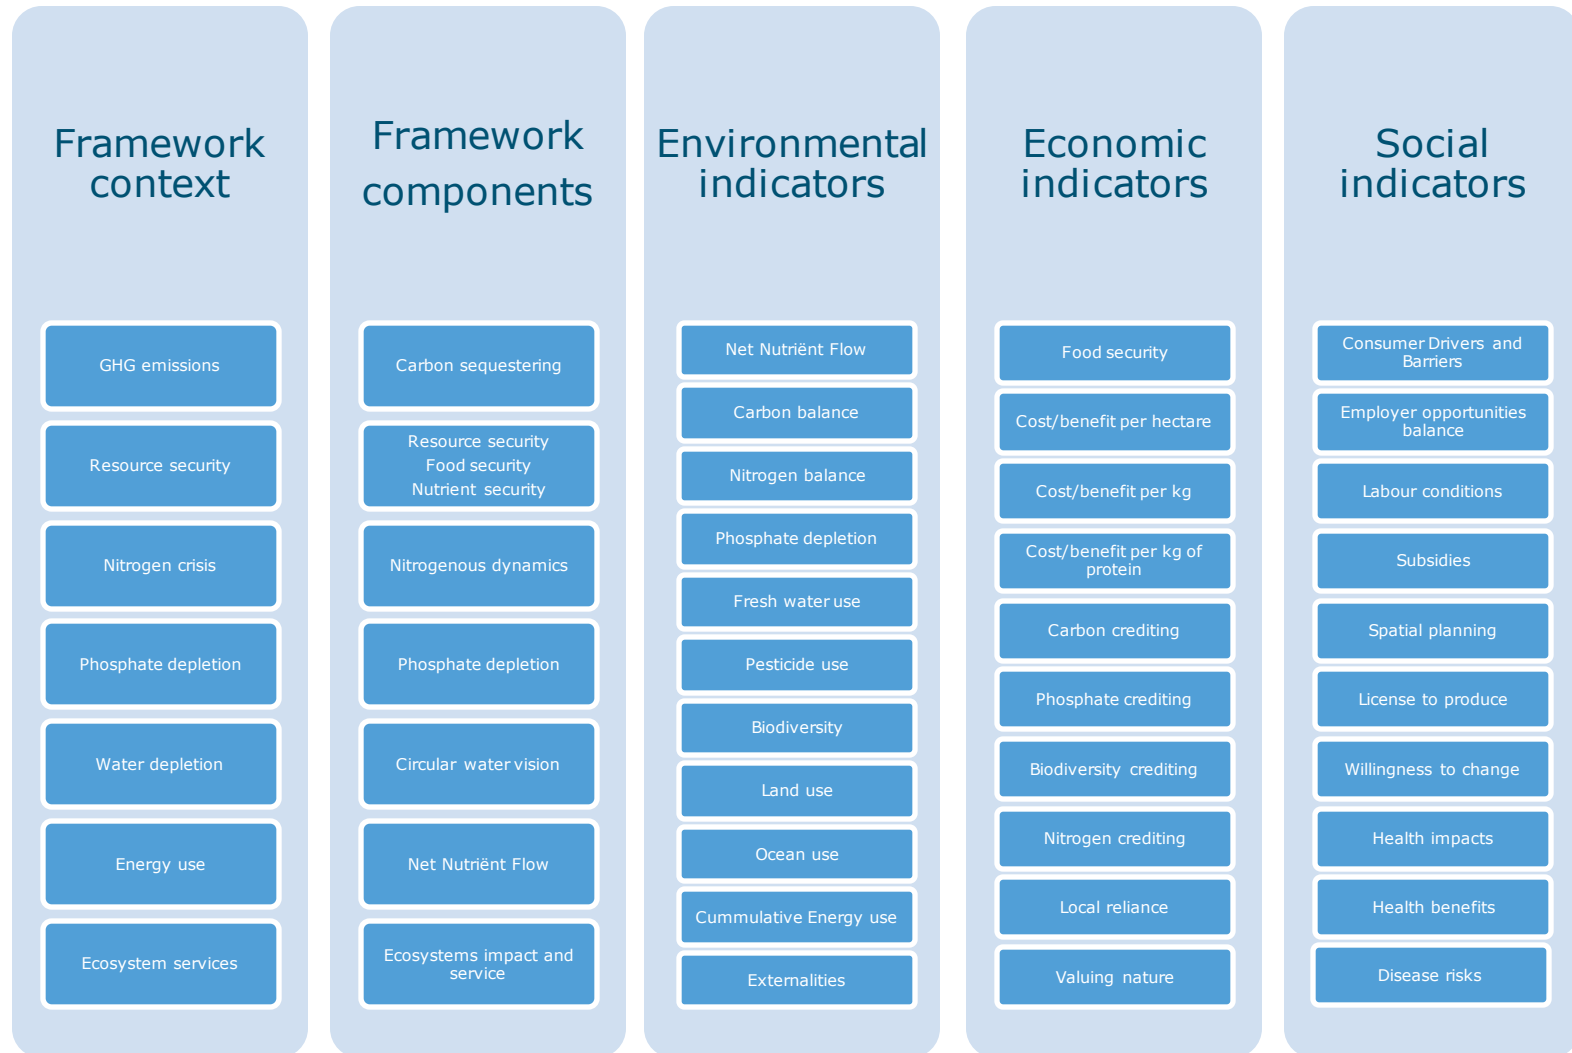 Framework
context
GHG emissions
Resource security
Nitrogen crisis
Phosphate depletion
Water depletion
Energy use
Ecosystem services
Framework
components
Carbon sequestering
Resource security
Food security
Nutrient security
Nitrogenous dynamics
Phosphate depletion
Circular water vision
Net Nutriënt Flow
Ecosystems impact and
service
Environmental
indicators
Net Nutriënt Flow
Carbon balance
Nitrogen balance
Phosphate depletion
Fresh water use
Pesticide use
Biodiversity
Land use
Ocean use
Cummulative Energy use
Externalities
Economic
indicators
Food security
Cost/benefit per hectare
Cost/benefit per kg
Cost/benefit per kg of
protein
Carbon crediting
Phosphate crediting
Biodiversity crediting
Nitrogen crediting
Local reliance
Valuing nature
Social
indicators
Consumer Drivers and
Barriers
Employer opportunities
balance
Labour conditions
Subsidies
Spatial planning
License to produce
Willingness to change
Health impacts
Health benefits
Disease risks